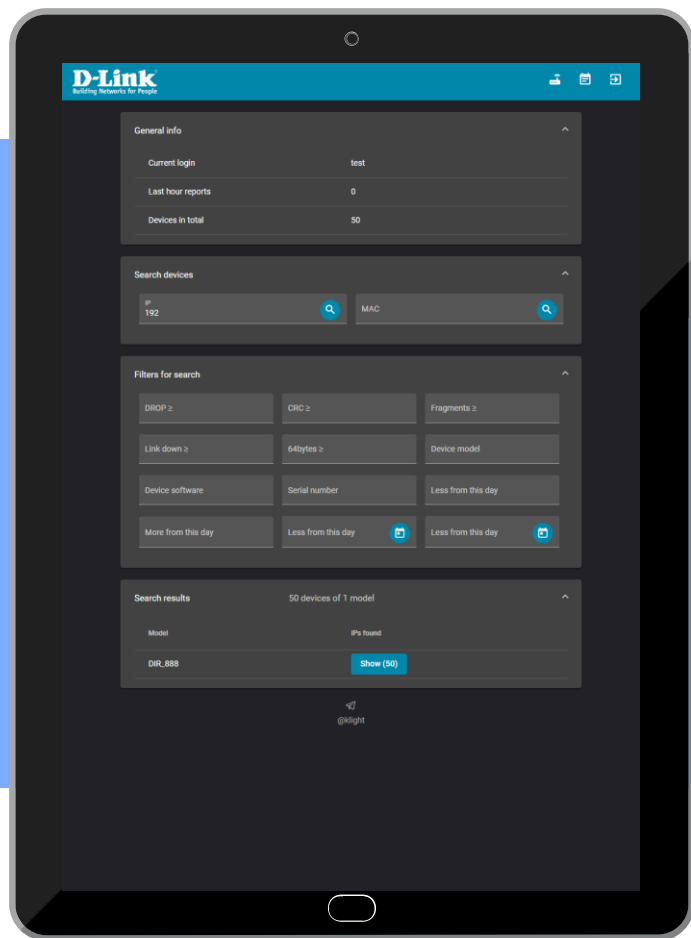 D-Link
Building Networks for People
General info
Current login test
Last hour reports 0
Devices in total 50
Search devices
IP
192
MAC
Filters for search
DROP ≥ CRC ≥ Fragments ≥
Link down ≥ 64bytes ≥ Device model
Device software Serial number Less from this day
More from this day Less from this day Less from this day
Search results 50 devices of 1 model
Model IPs found
DIR_888 Show (50)
@klight